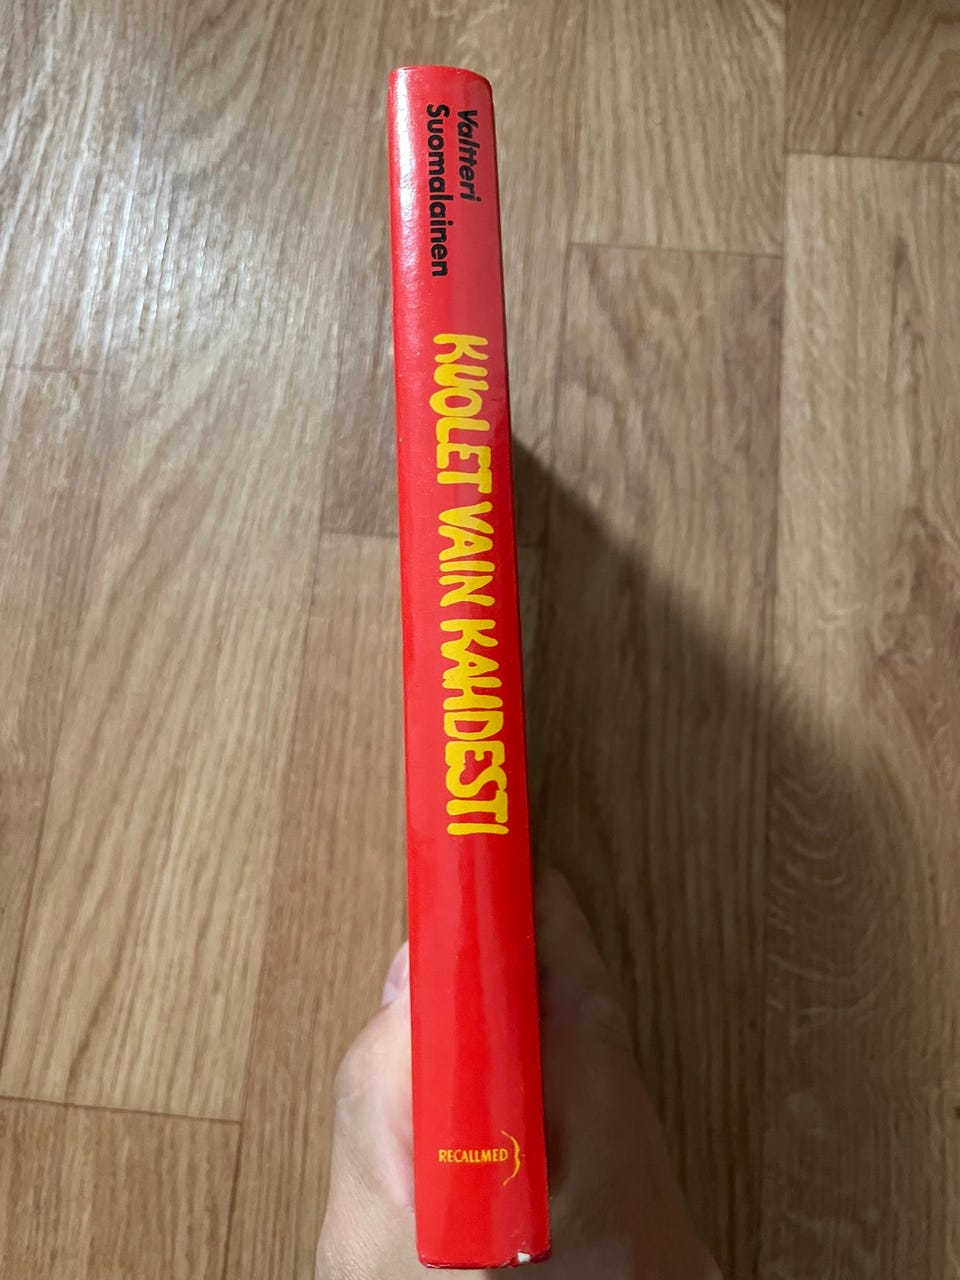 Valtteri
Suomalainen
KUOLET VAIN KAHDESTI
RECALLMED